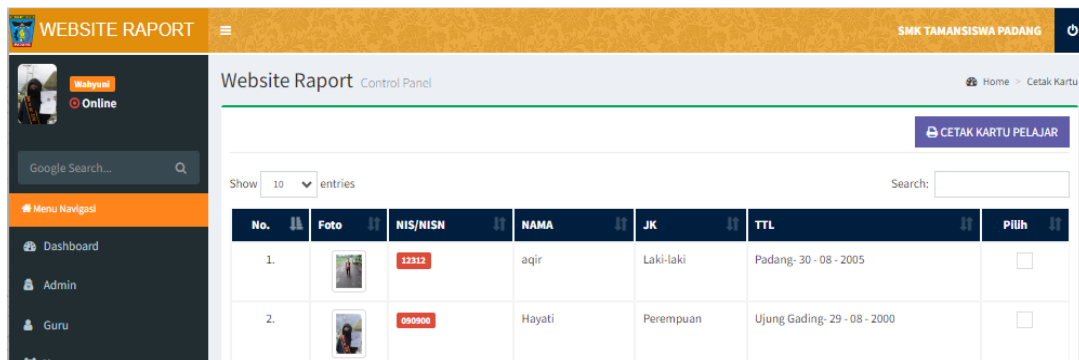 WEBSITE RAPORT
SMK TAMANSISWA PADANG
Wahyuni
Online
Website Raport Control Panel
Home > Cetak Kartu
CETAK KARTU PELAJAR
Google Search...
Show 10 entries
Search:
Menu Navigasi
No. Foto NIS/NISN NAMA JK TTL Pilih
Dashboard
1. 12312 aqir Laki-laki Padang- 30 - 08 - 2005
Admin
2. 090900 Hayati Perempuan Ujung Gading- 29 - 08 - 2000
Guru